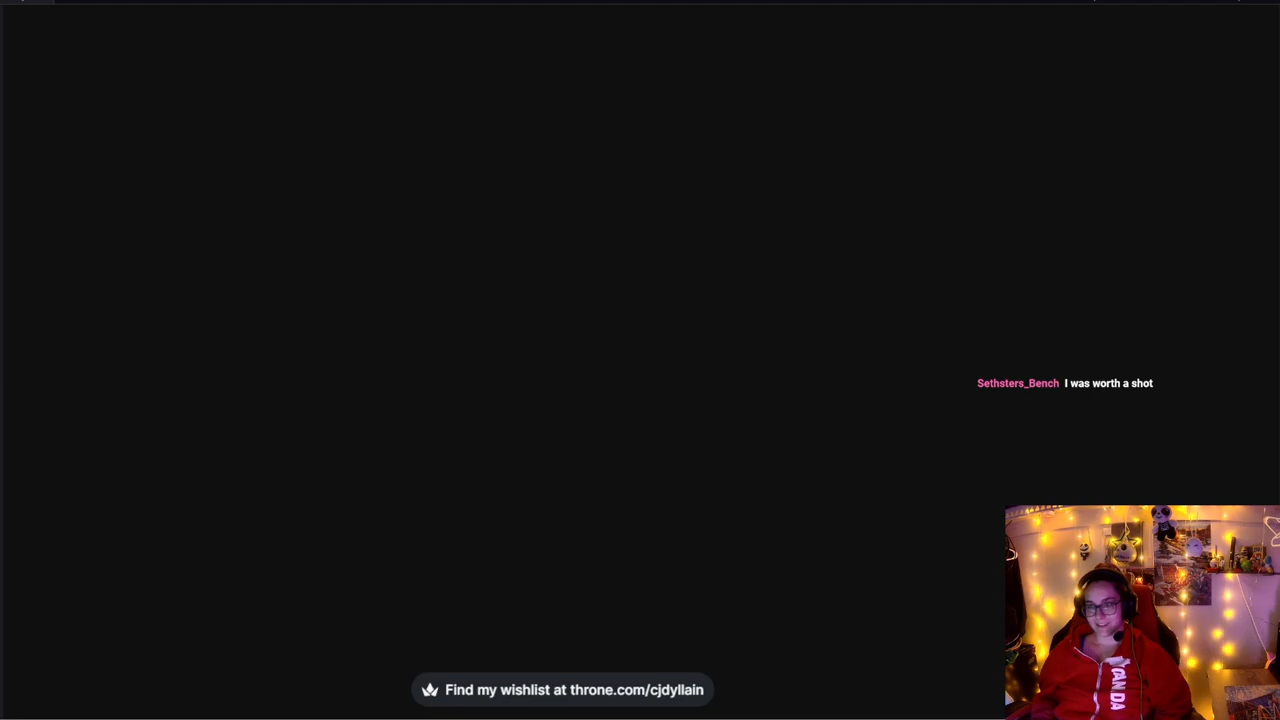 Sethsters_Bench I was worth a shot
Find my wishlist at throne.com/cjdyllain